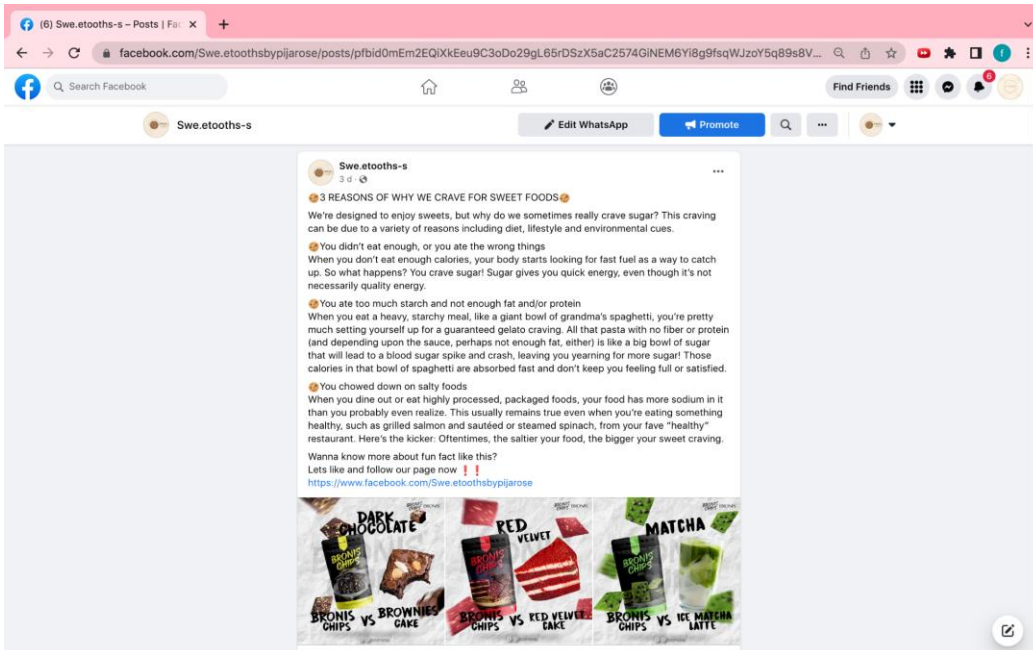 (6) Swe.etooths-s – Posts | Fac
facebook.com/Swe.etoothsbypijarose/posts/pfbid0mEm2EQiXkEeu9C3oDo29gL65rDSzX5aC2574GiNEM6Yi8g9fsqWJzoY5q89s8V...
f
Search Facebook
Find Friends
6
Swe.etooths-s
Edit WhatsApp
Promote
Swe.etooths-s
3 d
🍪3 REASONS OF WHY WE CRAVE FOR SWEET FOODS🍪
We're designed to enjoy sweets, but why do we sometimes really crave sugar? This craving
can be due to a variety of reasons including diet, lifestyle and environmental cues.
🍪You didn't eat enough, or you ate the wrong things
When you don't eat enough calories, your body starts looking for fast fuel as a way to catch
up. So what happens? You crave sugar! Sugar gives you quick energy, even though it's not
necessarily quality energy.
🍪You ate too much starch and not enough fat and/or protein
When you eat a heavy, starchy meal, like a giant bowl of grandma's spaghetti, you're pretty
much setting yourself up for a guaranteed gelato craving. All that pasta with no fiber or protein
(and depending upon the sauce, perhaps not enough fat, either) is like a big bowl of sugar
that will lead to a blood sugar spike and crash, leaving you yearning for more sugar! Those
calories in that bowl of spaghetti are absorbed fast and don't keep you feeling full or satisfied.
🍪You chowed down on salty foods
When you dine out or eat highly processed, packaged foods, your food has more sodium in it
than you probably even realize. This usually remains true even when you're eating something
healthy, such as grilled salmon and sautéed or steamed spinach, from your fave "healthy"
restaurant. Here's the kicker: Oftentimes, the saltier your food, the bigger your sweet craving.
Wanna know more about fun fact like this?
Lets like and follow our page now ❗❗
https://www.facebook.com/Swe.etoothsbypijarose
DARK
CHOCOLATE
BRONIS
CHIPS
BRONIS
CHIPS VS BROWNIES
CAKE
RED
VELVET
BRONIS
CHIPS
BRONIS
CHIPS VS RED VELVET
CAKE
MATCHA
BRONIS
CHIPS
BRONIS
CHIPS VS ICE MATCHA
LATTE